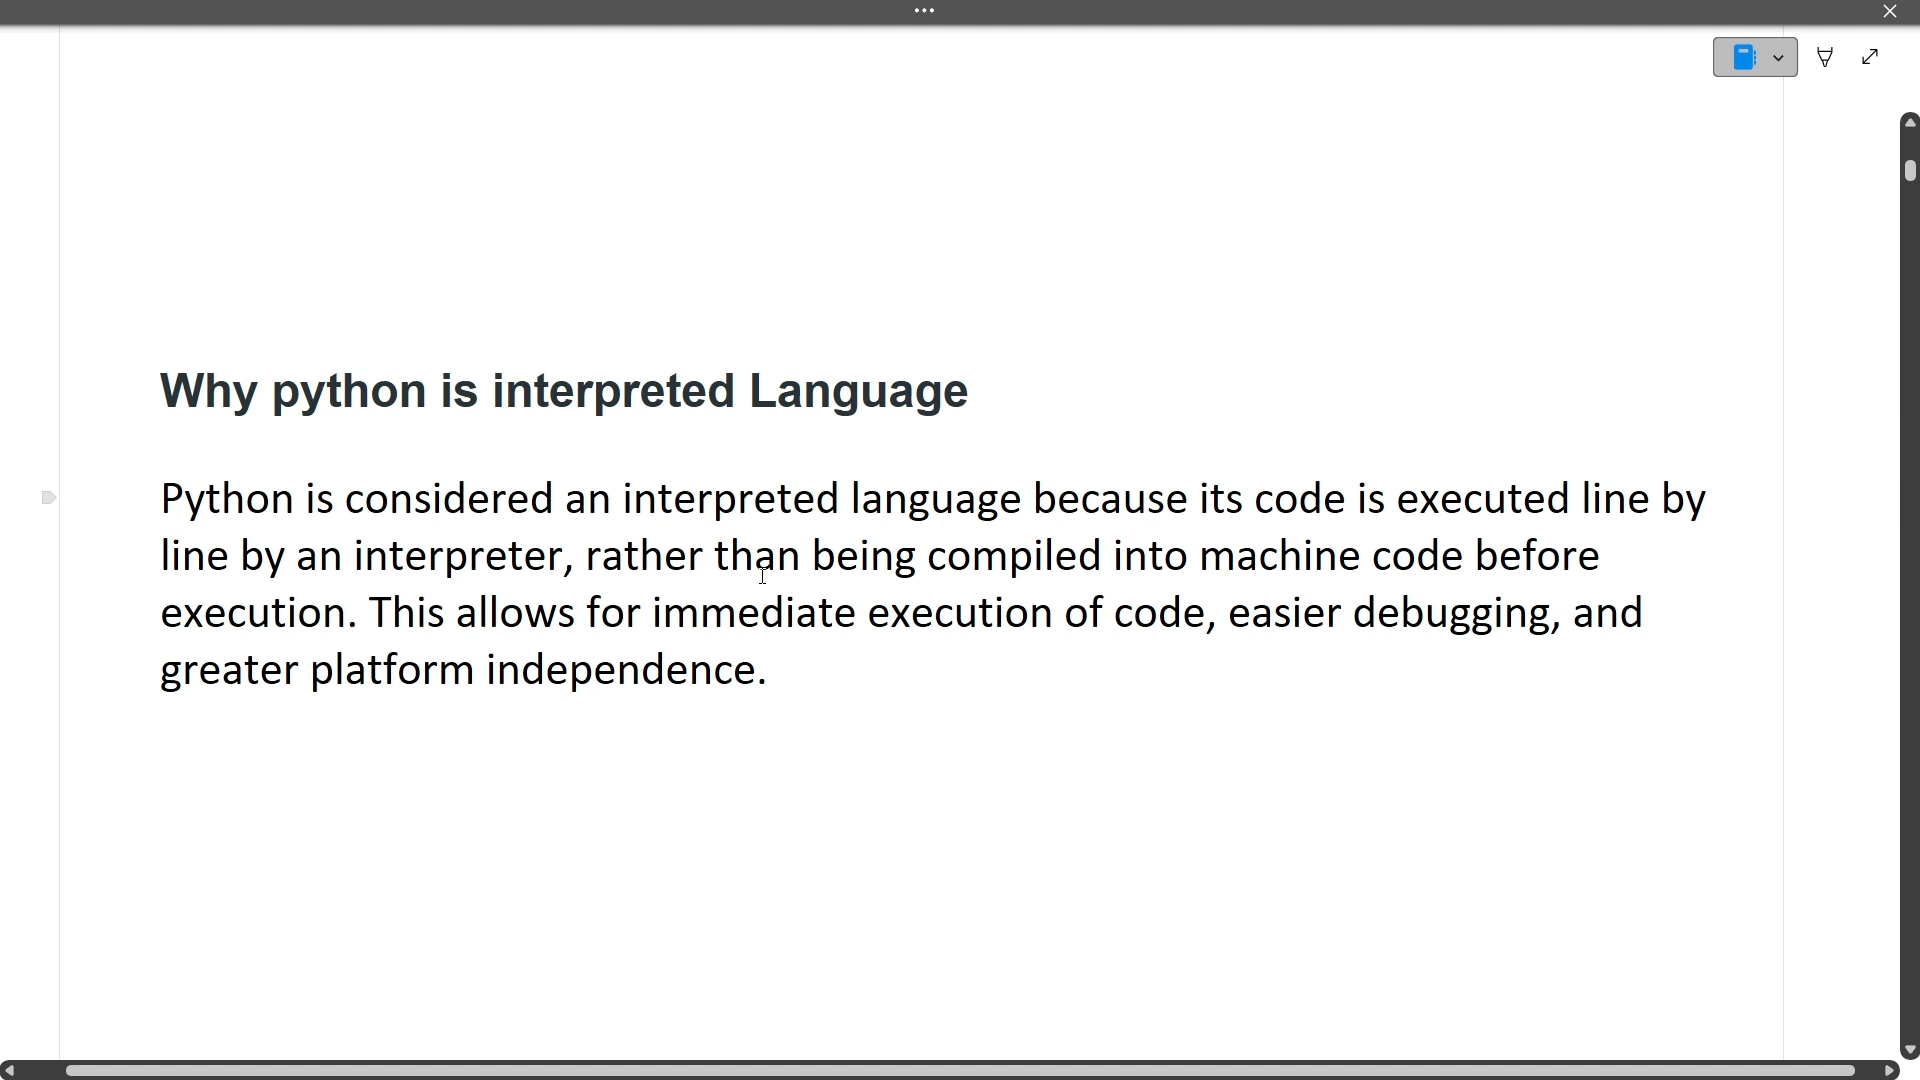 Why python is interpreted Language
Python is considered an interpreted language because its code is executed line by
line by an interpreter, rather than being compiled into machine code before
execution. This allows for immediate execution of code, easier debugging, and
greater platform independence.